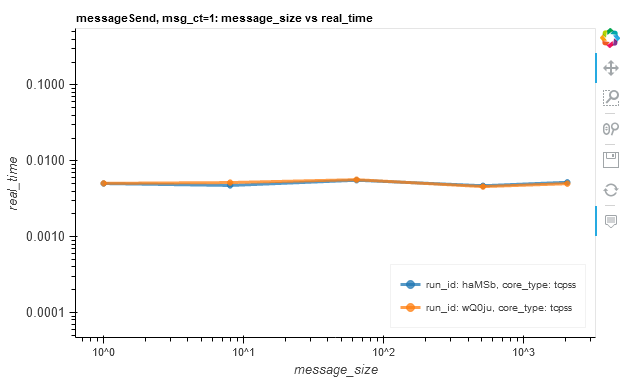 messageSend, msg_ct=1: message_size vs real_time
0.1000
0.0100
0.0010
0.0001
real_time
run_id: haMSb, core_type: tcpss
run_id: wQ0ju, core_type: tcpss
10^0
10^1
10^2
10^3
message_size